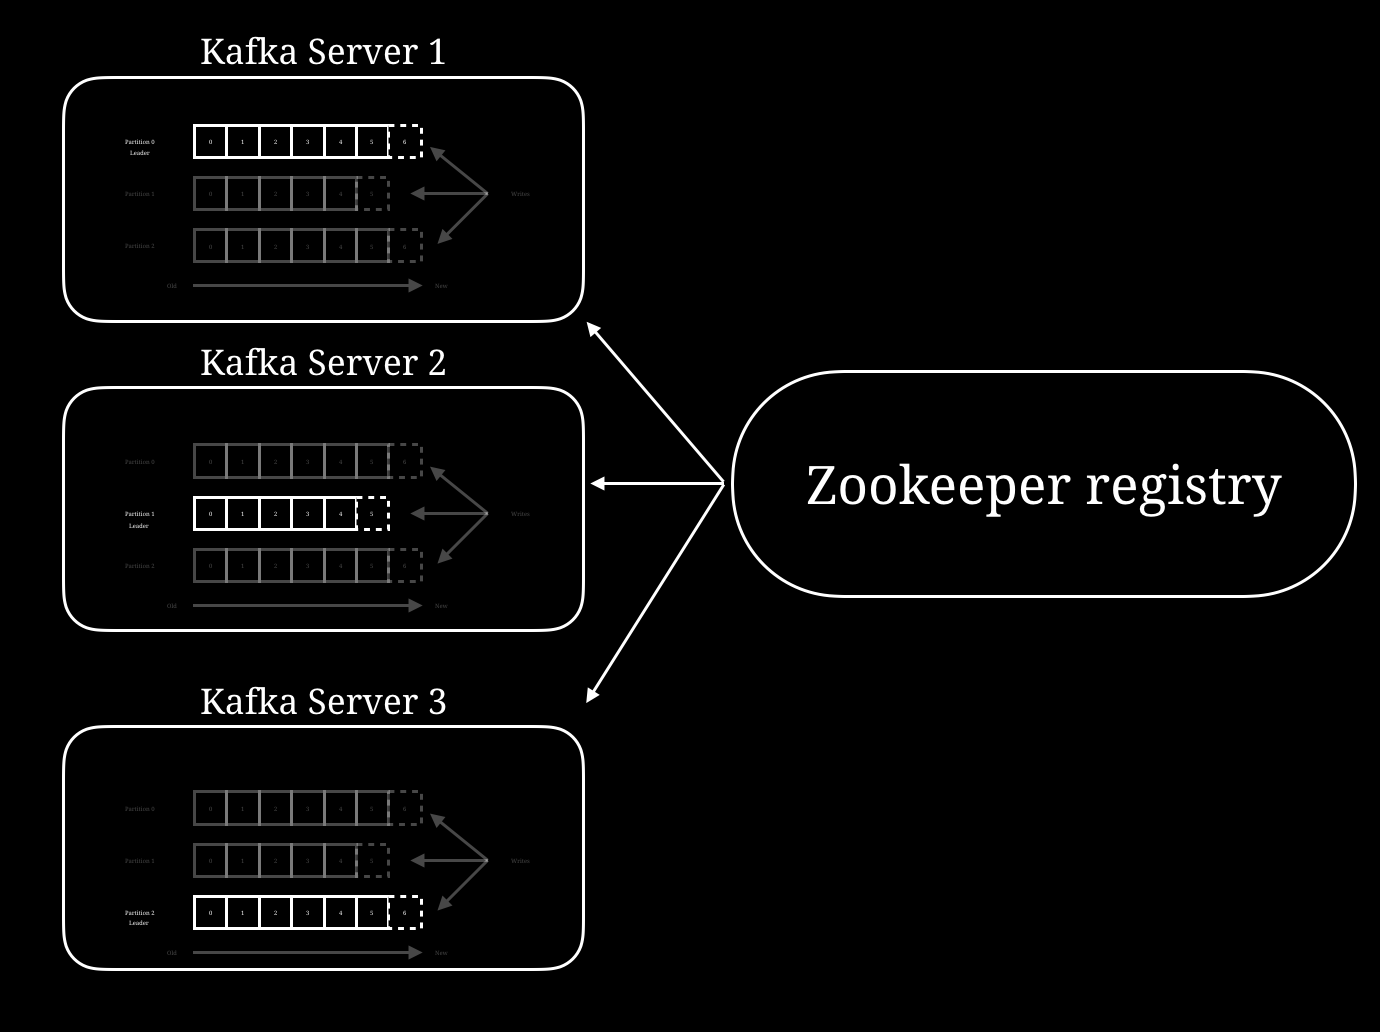 Kafka Server 1
Partition 0
Leader
0 1 2 3 4 5 6
Partition 1
0 1 2 3 4 5
Writes
Partition 2
0 1 2 3 4 5 6
Old
New
Kafka Server 2
Partition 0
0 1 2 3 4 5 6
Partition 1
Leader
0 1 2 3 4 5
Writes
Partition 2
0 1 2 3 4 5 6
Old
New
Zookeeper registry
Kafka Server 3
Partition 0
0 1 2 3 4 5 6
Partition 1
0 1 2 3 4 5
Writes
Partition 2
Leader
0 1 2 3 4 5 6
Old
New